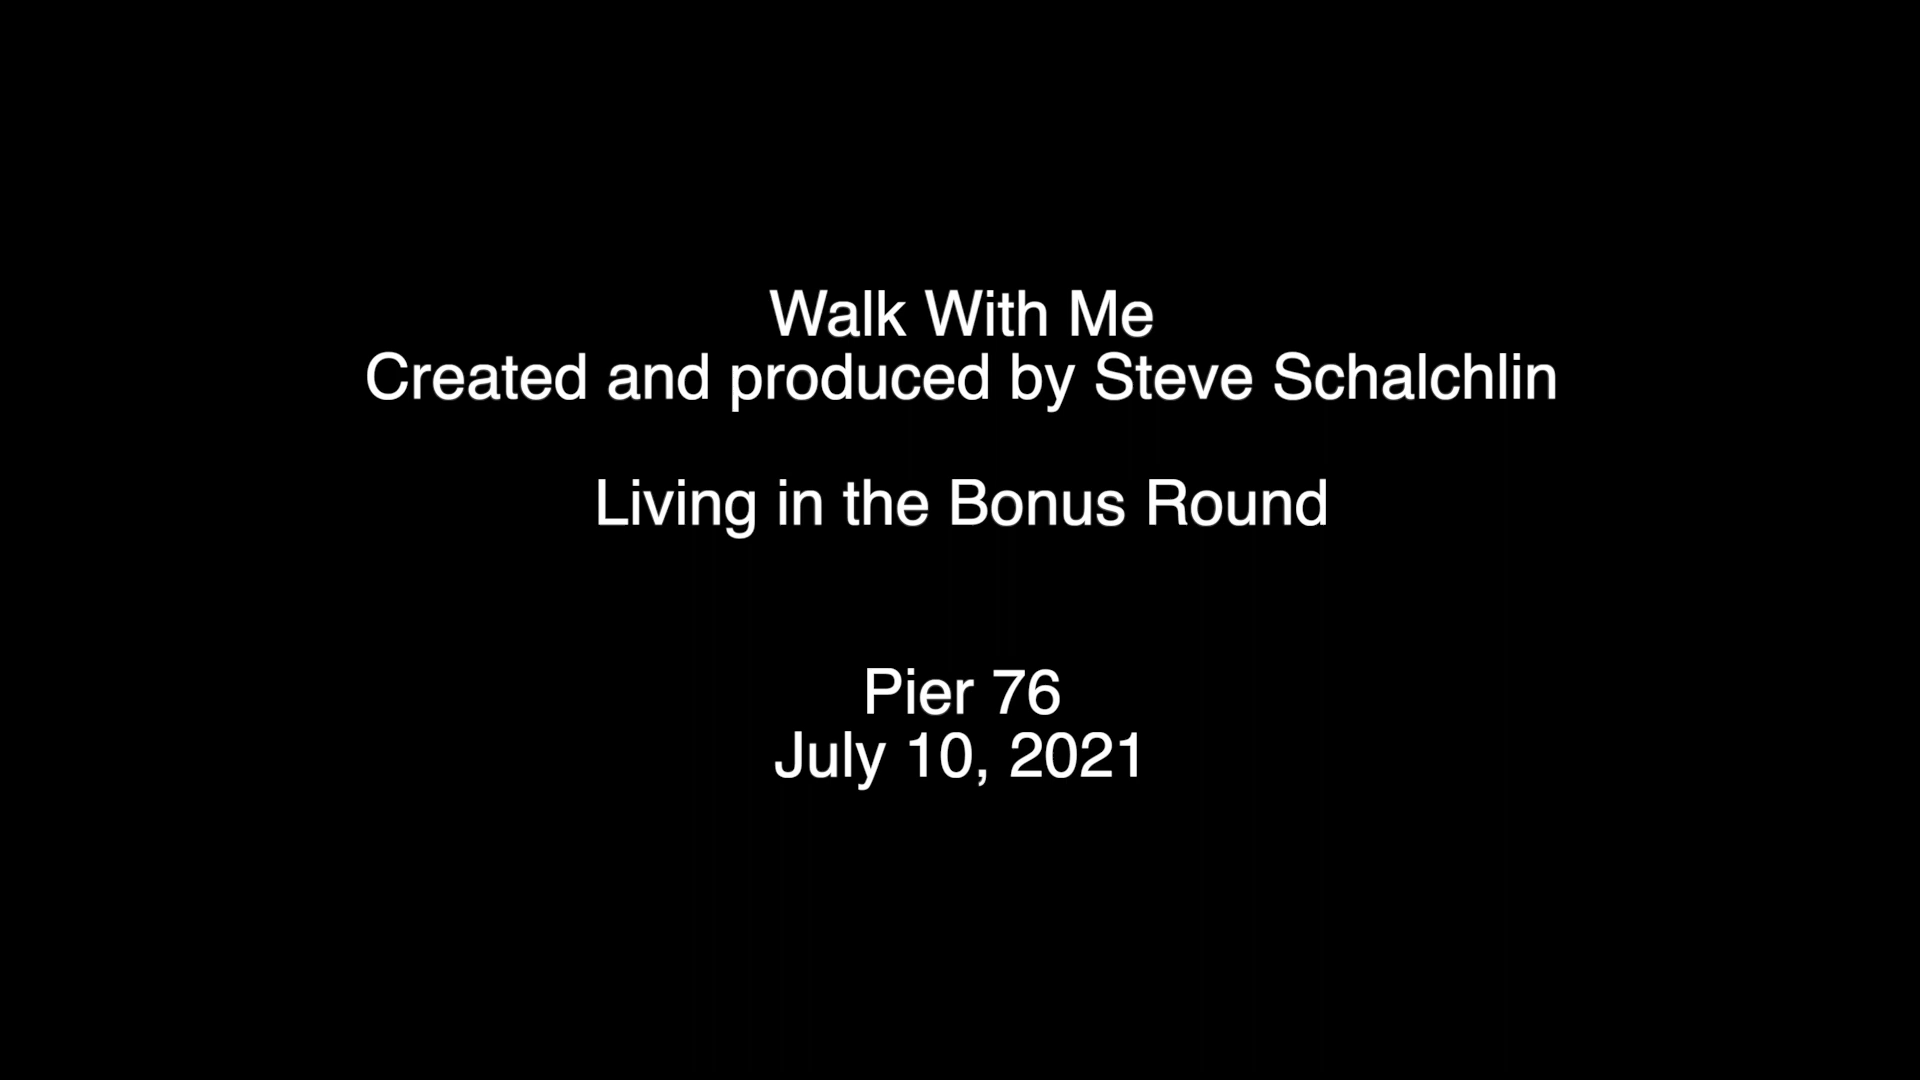 Walk With Me
Created and produced by Steve Schalchlin
Living in the Bonus Round
Pier 76
July 10, 2021